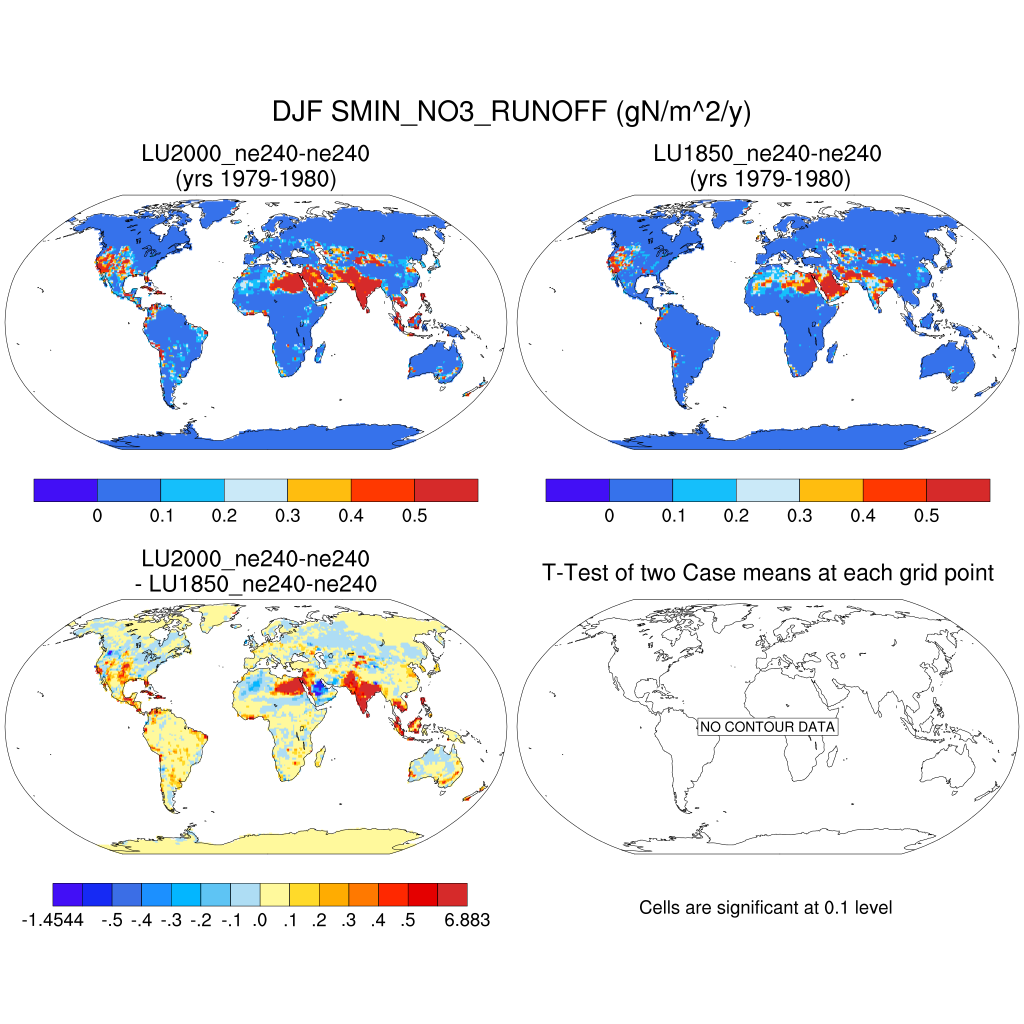 DJF SMIN_NO3_RUNOFF (gN/m^2/y)
LU2000_ne240-ne240
(yrs 1979-1980)
LU1850_ne240-ne240
(yrs 1979-1980)
0 0.1 0.2 0.3 0.4 0.5
0 0.1 0.2 0.3 0.4 0.5
LU2000_ne240-ne240
- LU1850_ne240-ne240
T-Test of two Case means at each grid point
NO CONTOUR DATA
-1.4544 -.5 -.4 -.3 -.2 -.1 .0 .1 .2 .3 .4 .5 6.883
Cells are significant at 0.1 level